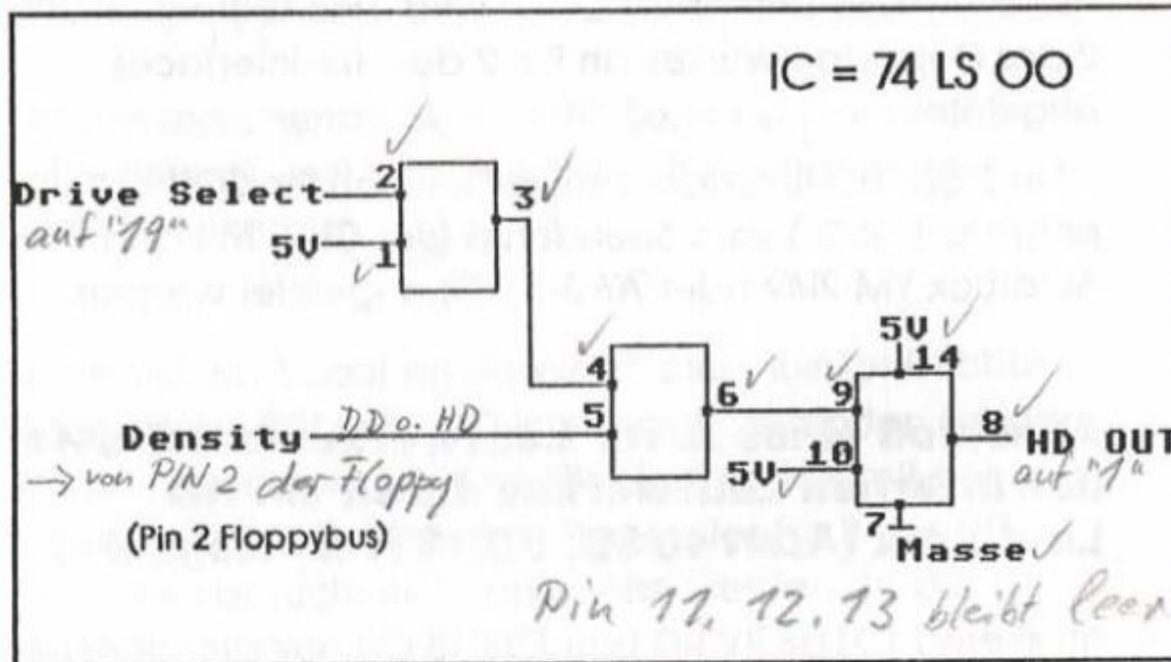 IC = 74 LS 00
2
Drive Select
3
auf "19"
5V
1
5V
14
4
6
9
5
DD o. HD
Density
8
HD OUT
5V
10
auf "1"
→ von PIN 2 der Floppy
7
(Pin 2 Floppybus)
Masse
Pin 11, 12, 13 bleibt leer